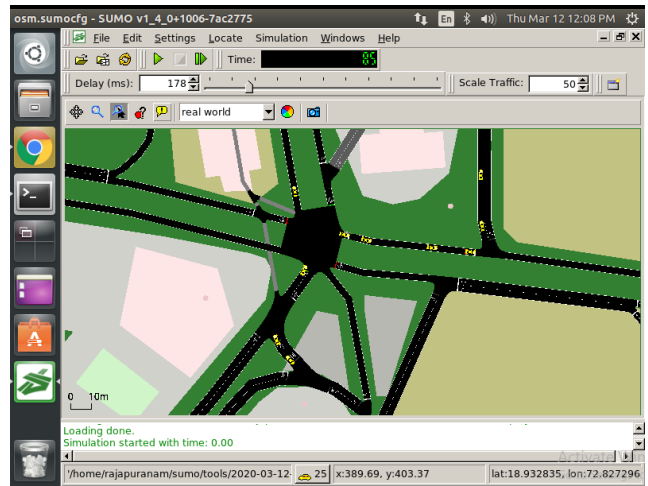 osm.sumocfg - SUMO v1_4_0+1006-7ac2775
En
Thu Mar 12 12:08 PM
File Edit Settings Locate Simulation Windows Help
Time:
85
Delay (ms): 178
Scale Traffic: 50
real world
0 10m
Loading done.
Simulation started with time: 0.00
Activate Win
'/home/rajapuranam/sumo/tools/2020-03-12-
25
x:389.69, y:403.37
lat:18.932835, lon:72.827296